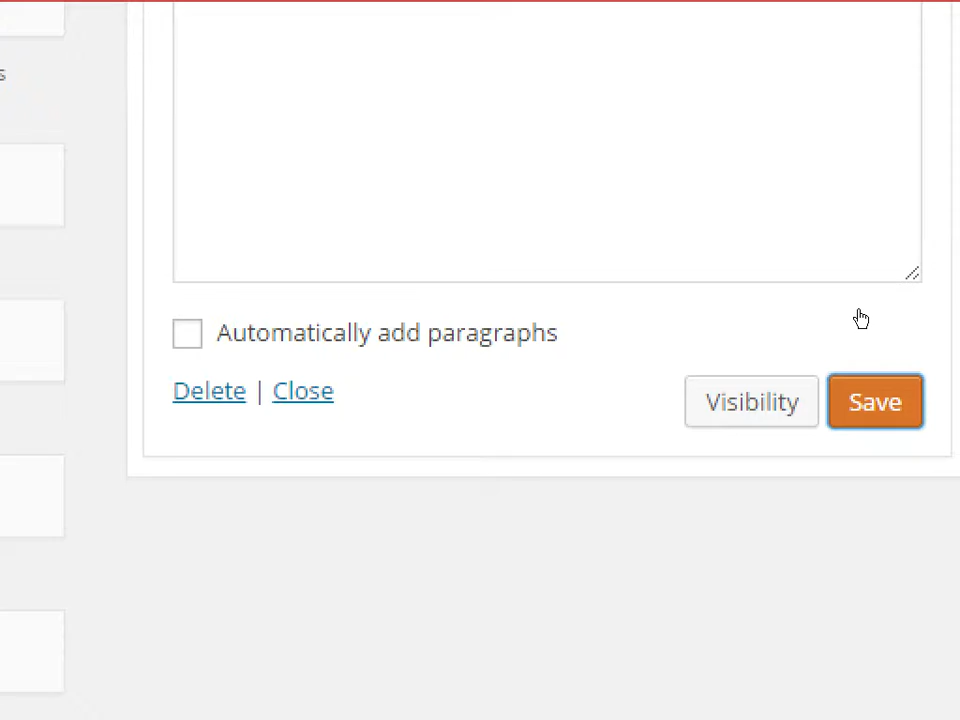 s
Automatically add paragraphs
Delete | Close
Visibility
Save